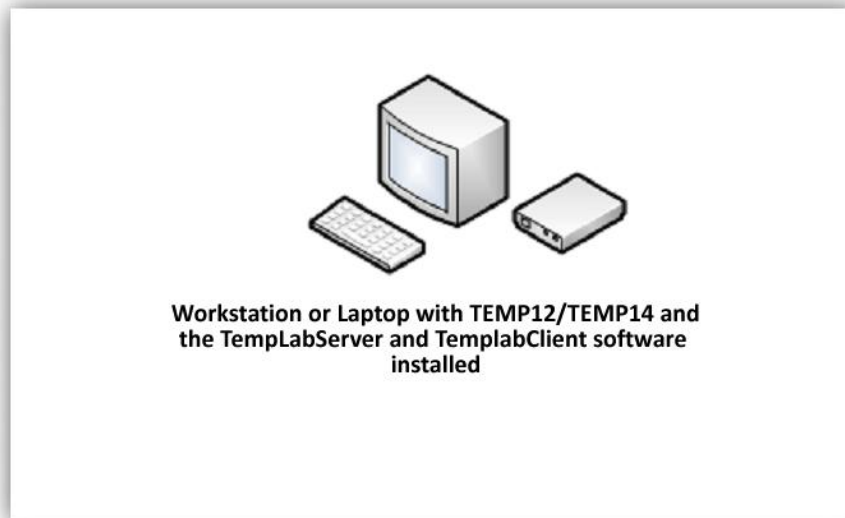 Workstation or Laptop with TEMP12/TEMP14 and
the TempLabServer and TemplabClient software
installed